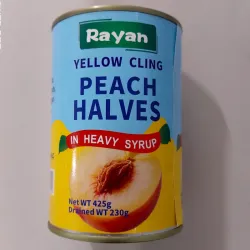 Rayan
YELLOW CLING
PEACH
HALVES
IN HEAVY SYRUP
Net WT 425g
Drained WT 230g